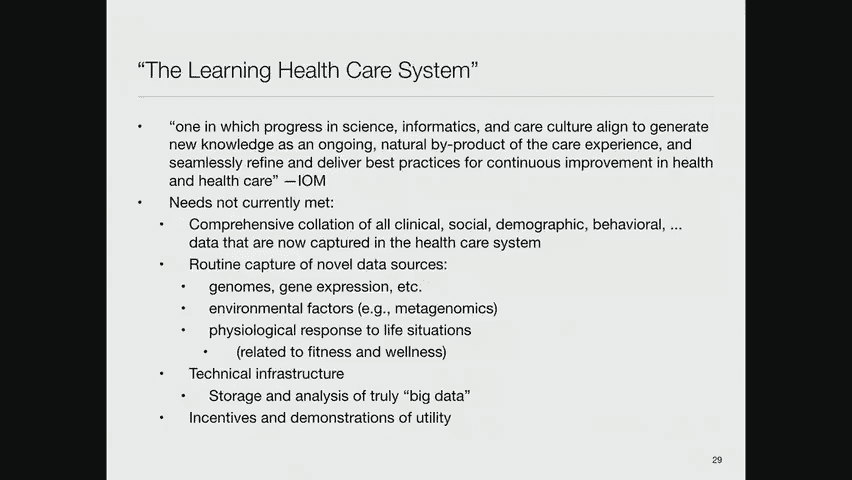 “The Learning Health Care System”
• “one in which progress in science, informatics, and care culture align to generate
new knowledge as an ongoing, natural by-product of the care experience, and
seamlessly refine and deliver best practices for continuous improvement in health
and health care” —IOM
• Needs not currently met:
• Comprehensive collation of all clinical, social, demographic, behavioral, ...
data that are now captured in the health care system
• Routine capture of novel data sources:
• genomes, gene expression, etc.
• environmental factors (e.g., metagenomics)
• physiological response to life situations
• (related to fitness and wellness)
• Technical infrastructure
• Storage and analysis of truly “big data”
• Incentives and demonstrations of utility
29